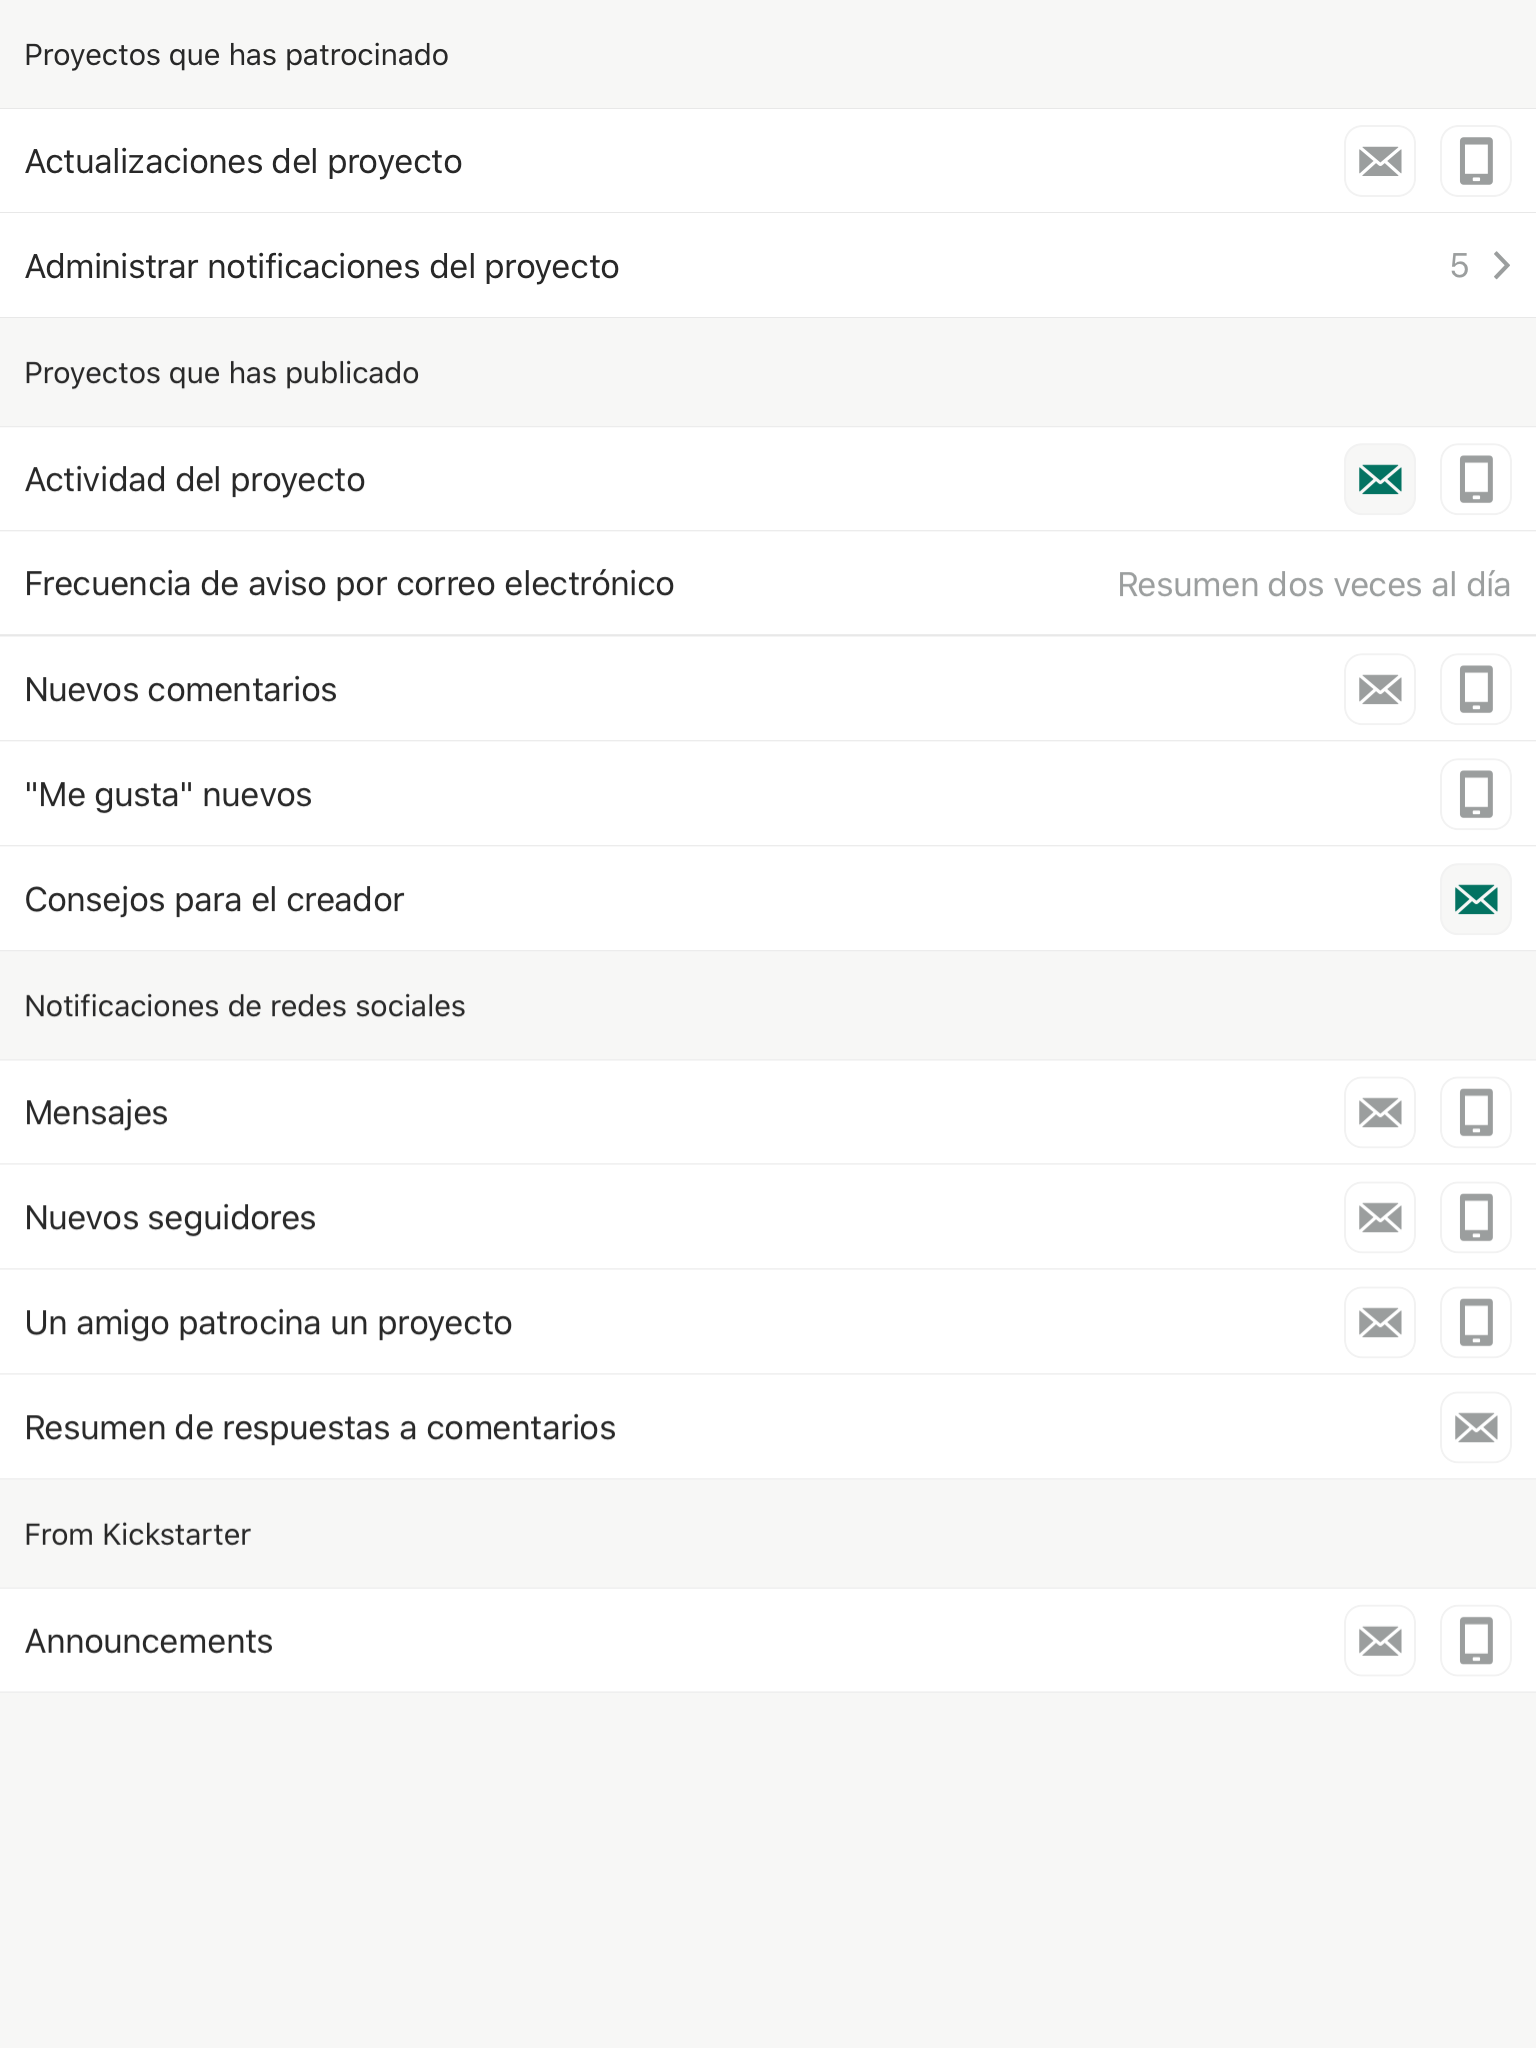 Proyectos que has patrocinado
Actualizaciones del proyecto
Administrar notificaciones del proyecto 5
Proyectos que has publicado
Actividad del proyecto
Frecuencia de aviso por correo electrónico Resumen dos veces al día
Nuevos comentarios
"Me gusta" nuevos
Consejos para el creador
Notificaciones de redes sociales
Mensajes
Nuevos seguidores
Un amigo patrocina un proyecto
Resumen de respuestas a comentarios
From Kickstarter
Announcements